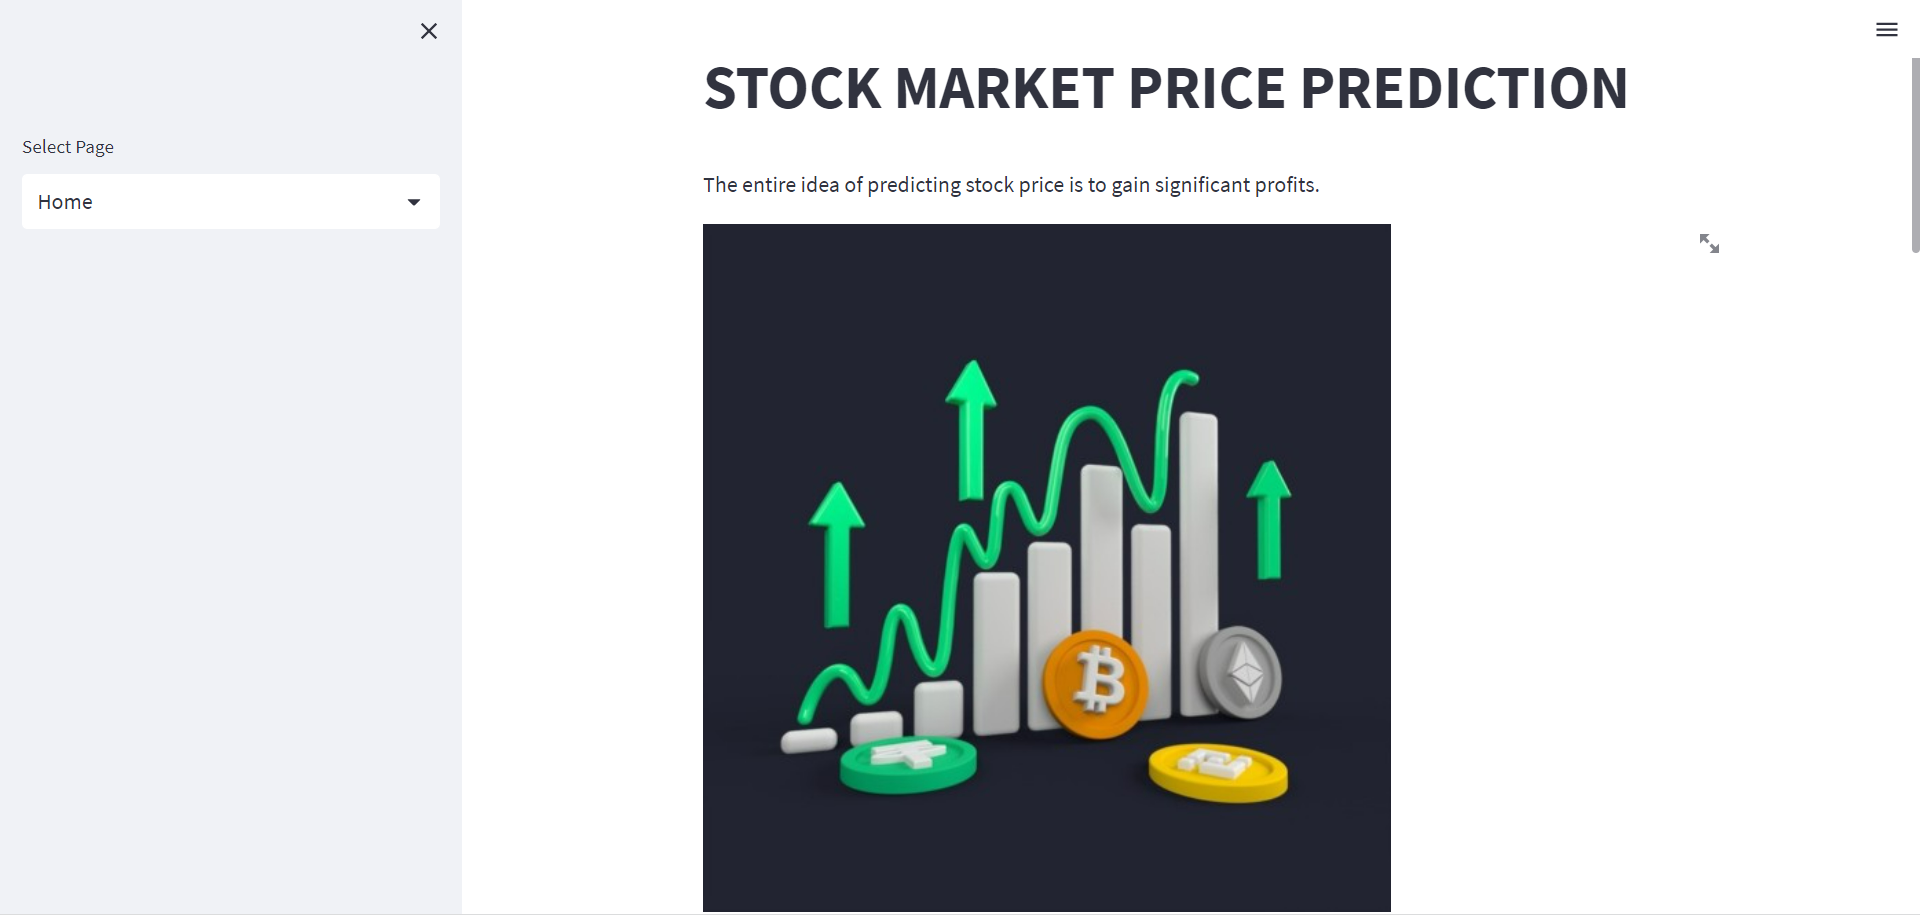 Select Page
Home
STOCK MARKET PRICE PREDICTION
The entire idea of predicting stock price is to gain significant profits.